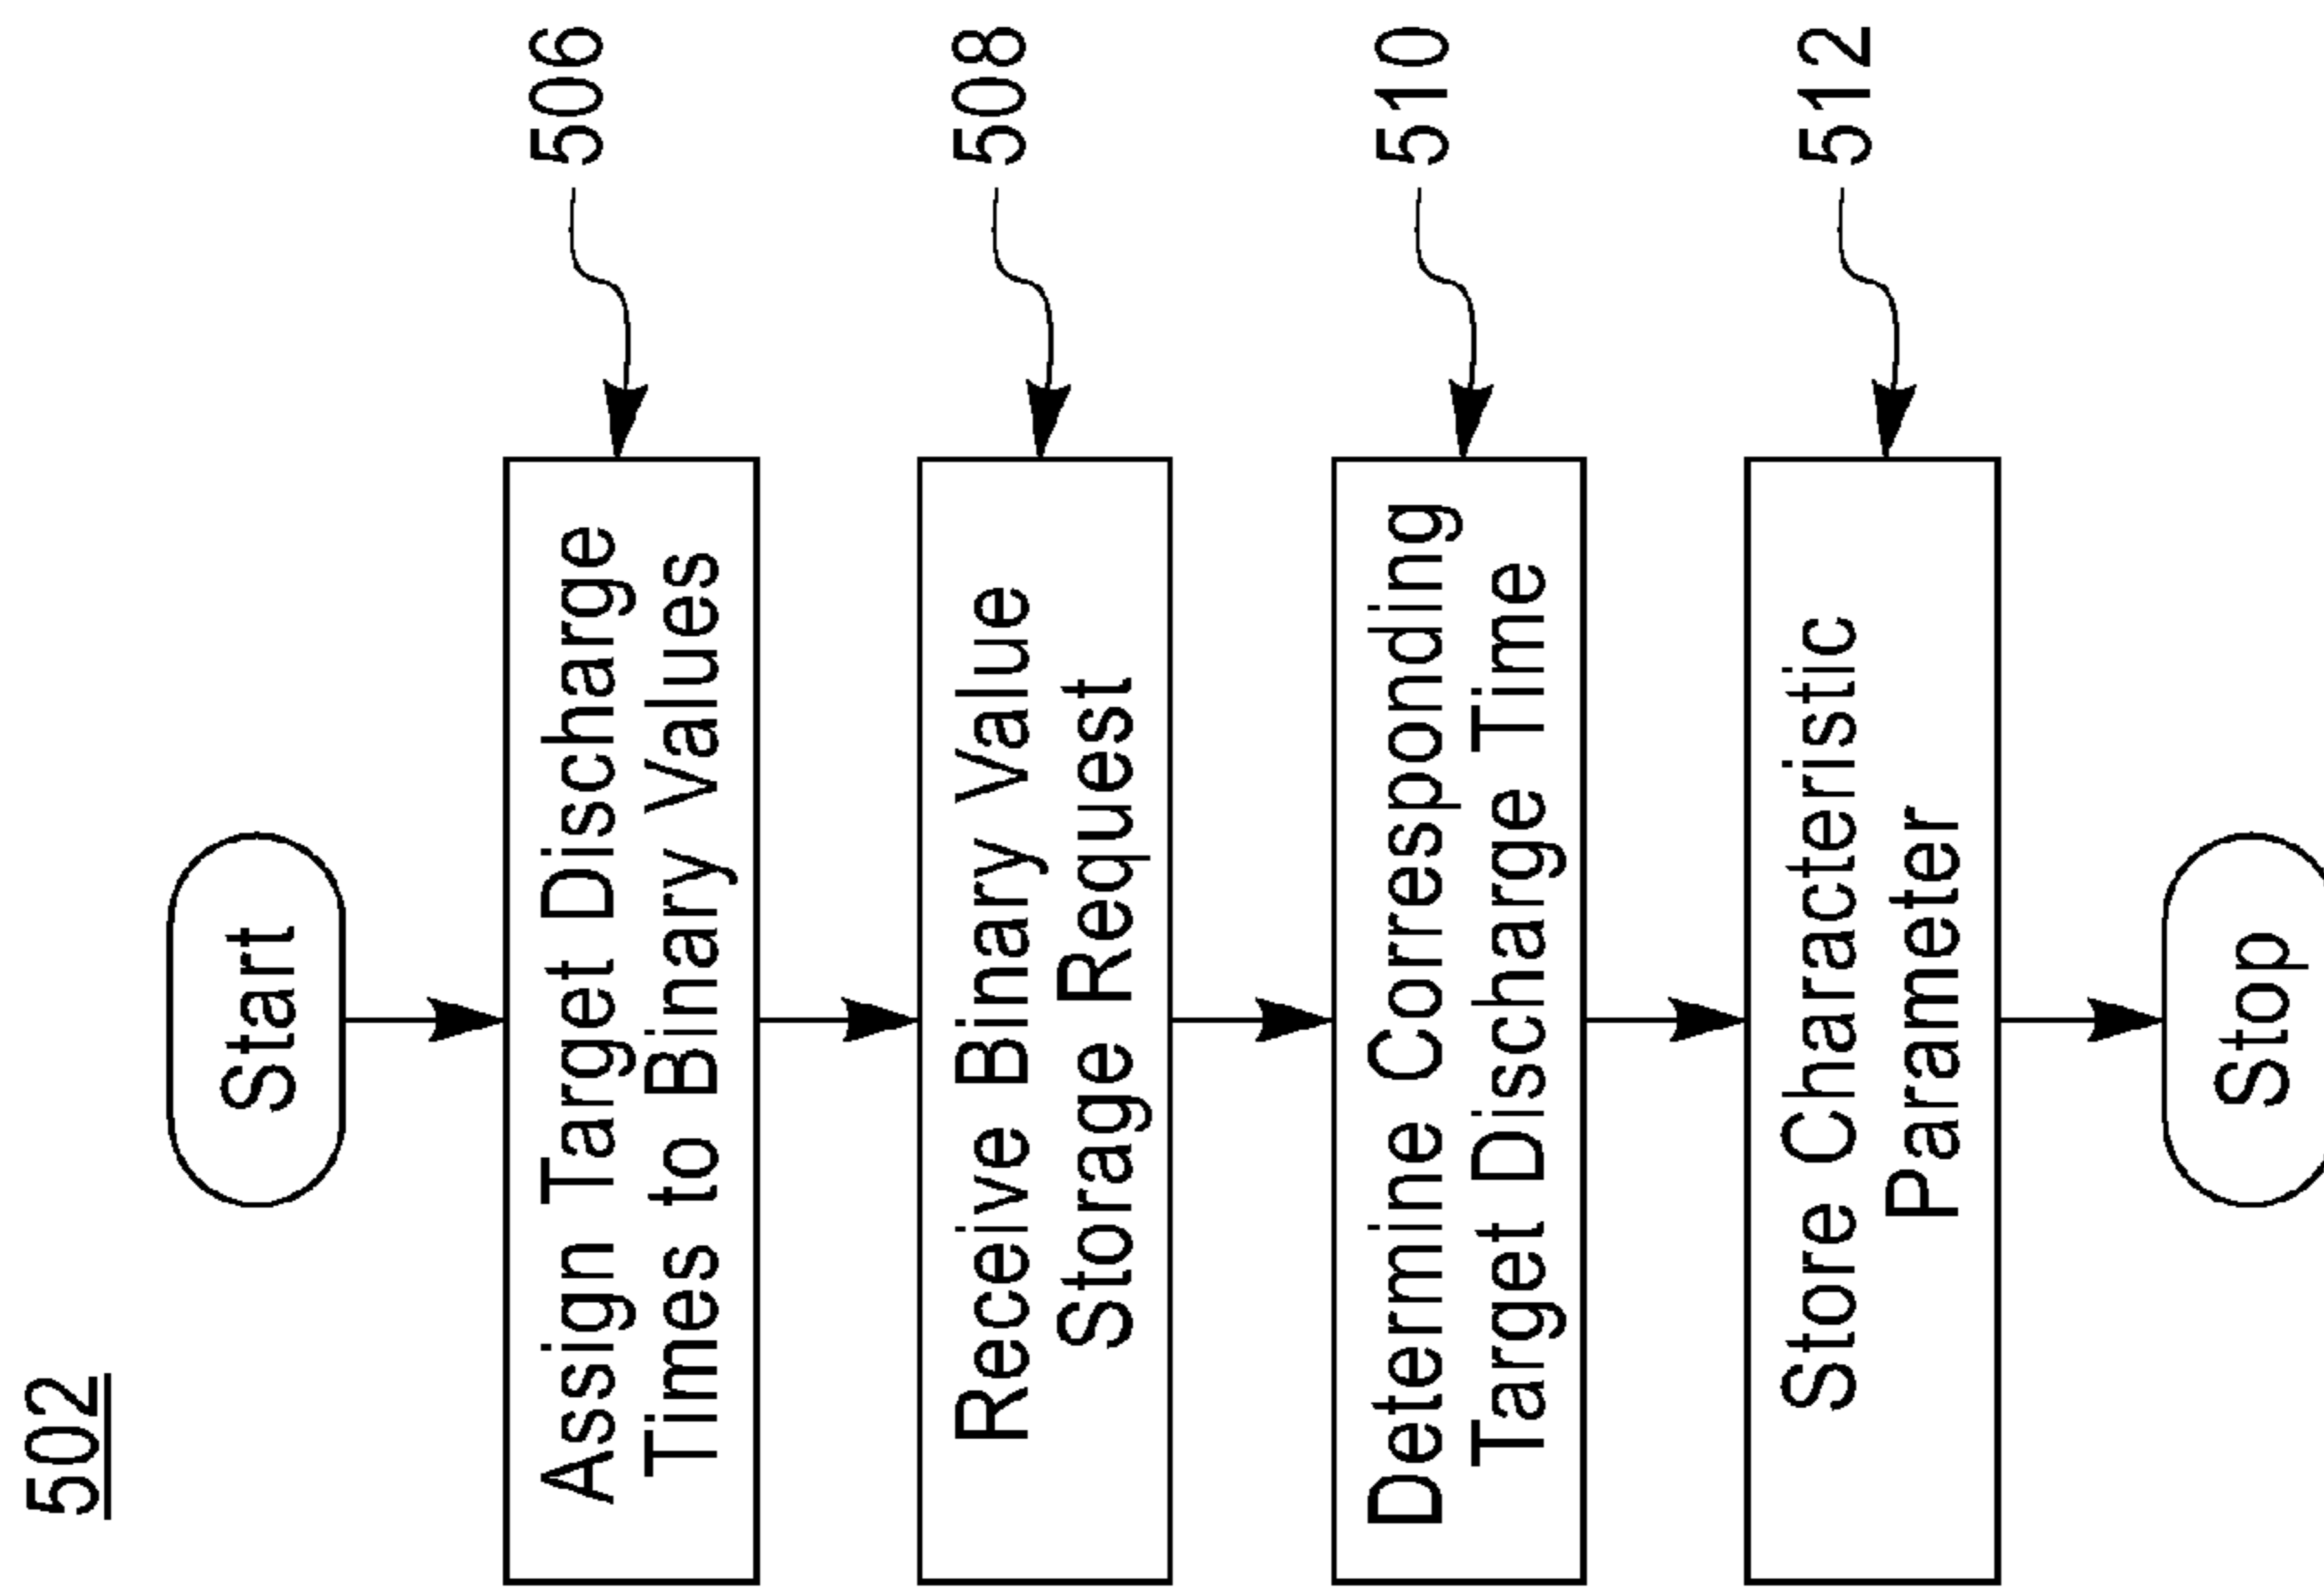 502
Start
Assign Target Discharge
Times to Binary Values
506
Receive Binary Value
Storage Request
508
Determine Corresponding
Target Discharge Time
510
Store Characteristic
Parameter
512
Stop